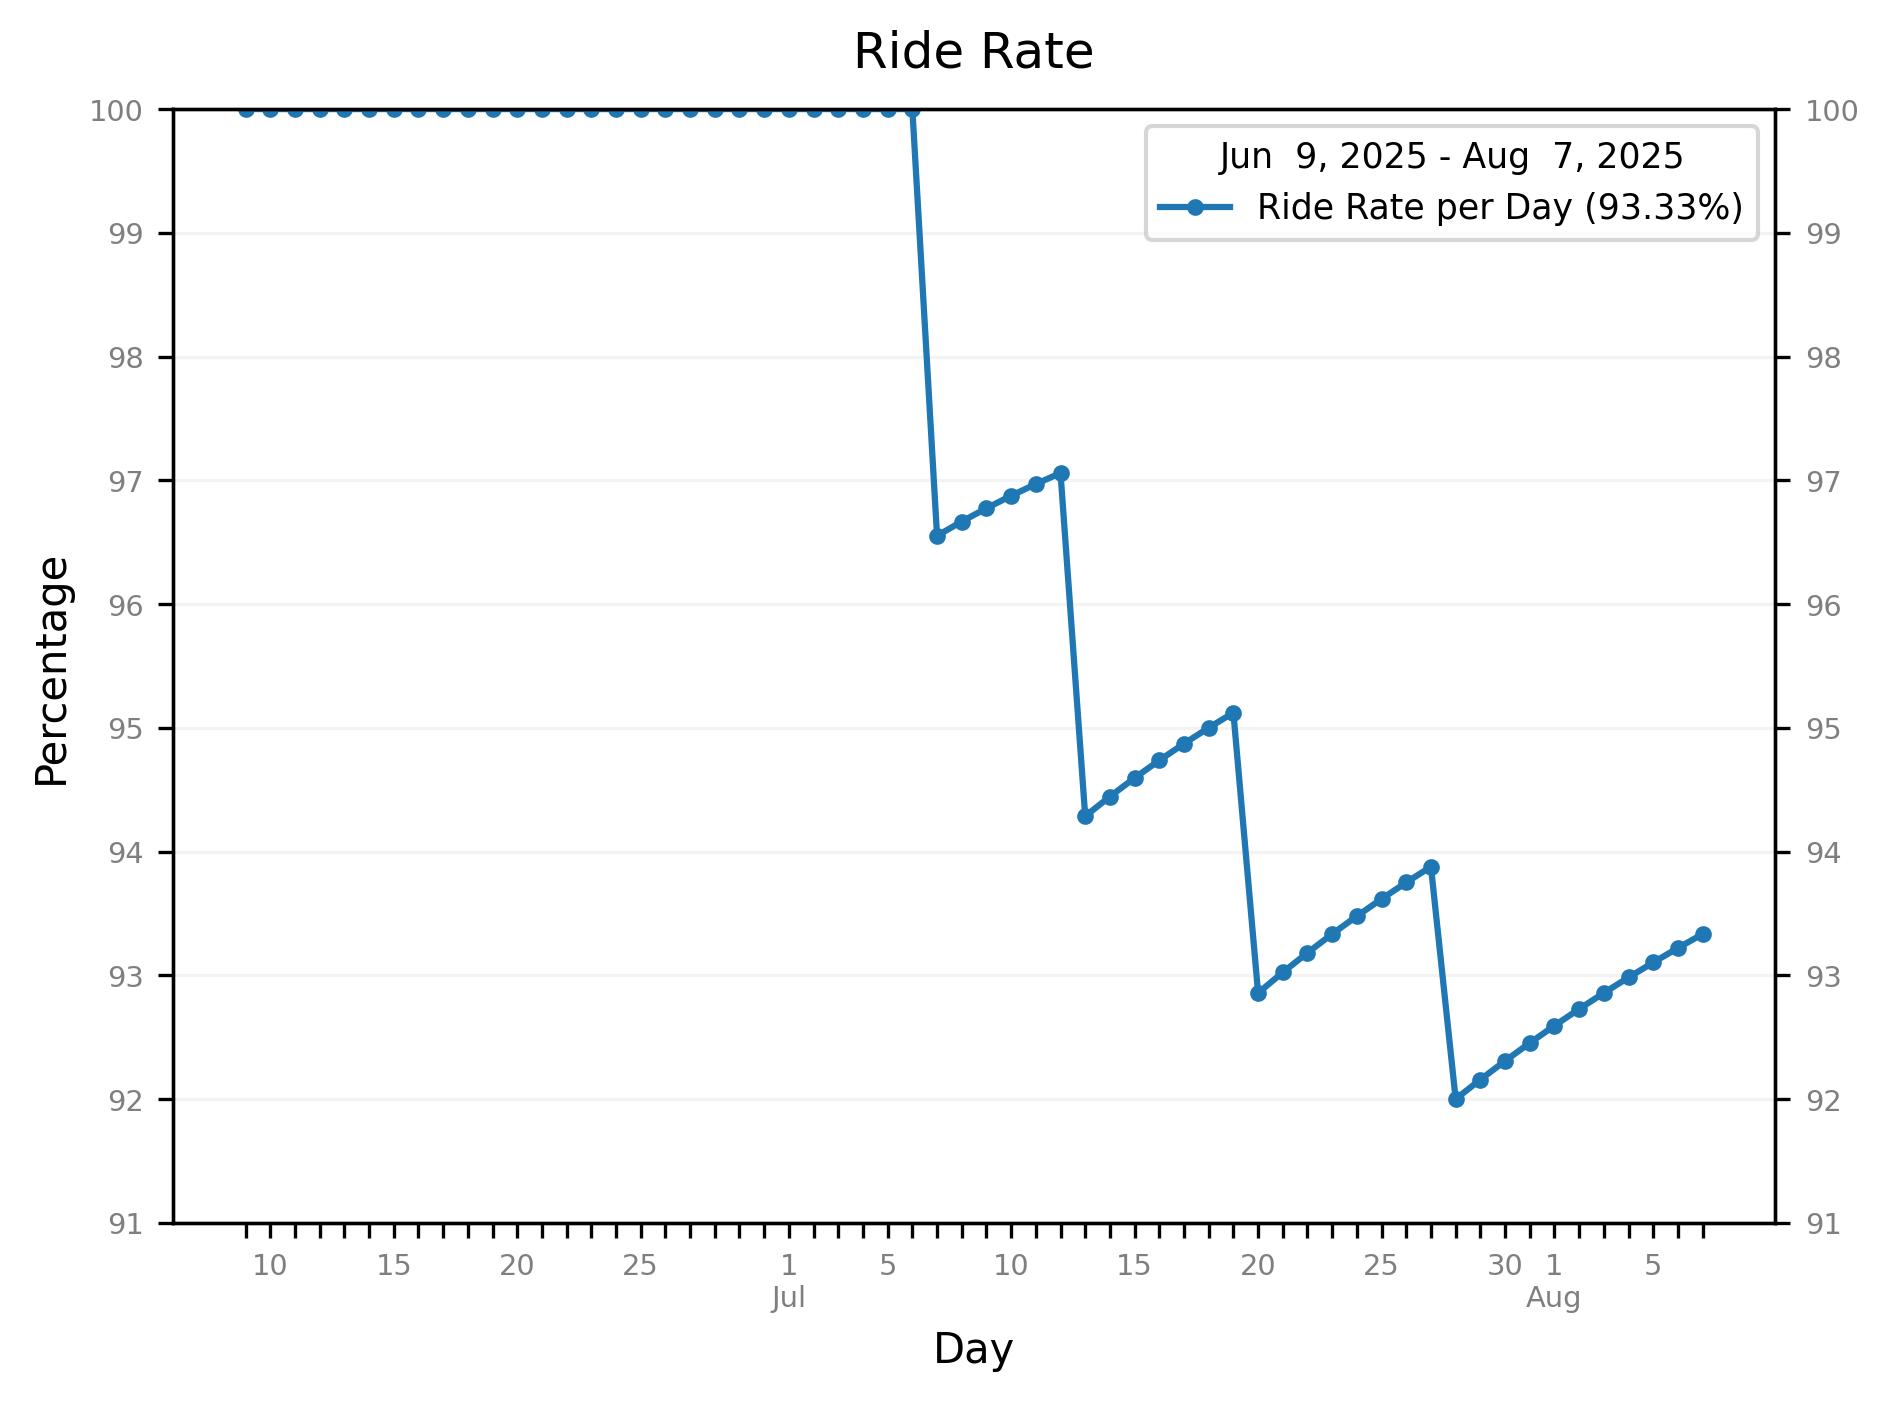 Ride Rate
Jun  9, 2025 - Aug  7, 2025
Ride Rate per Day (93.33%)
100 100
99 99
98 98
97 97
96 96
95 95
94 94
93 93
92 92
91 91
Percentage
10 15 20 25 1 5 10 15 20 25 30 1 5
Jul Aug
Day